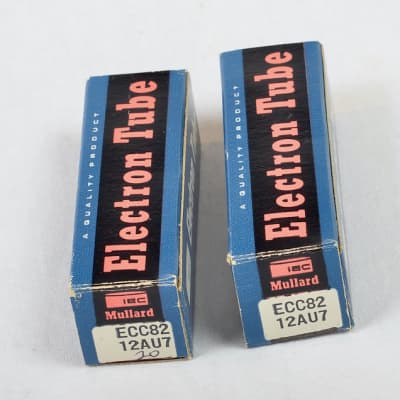 A QUALITY PRODUCT
Electron Tube
IEC
Mullard
ECC82
12AU7
20
A QUALITY PRODUCT
Electron Tube
IEC
Mullard
ECC82
12AU7